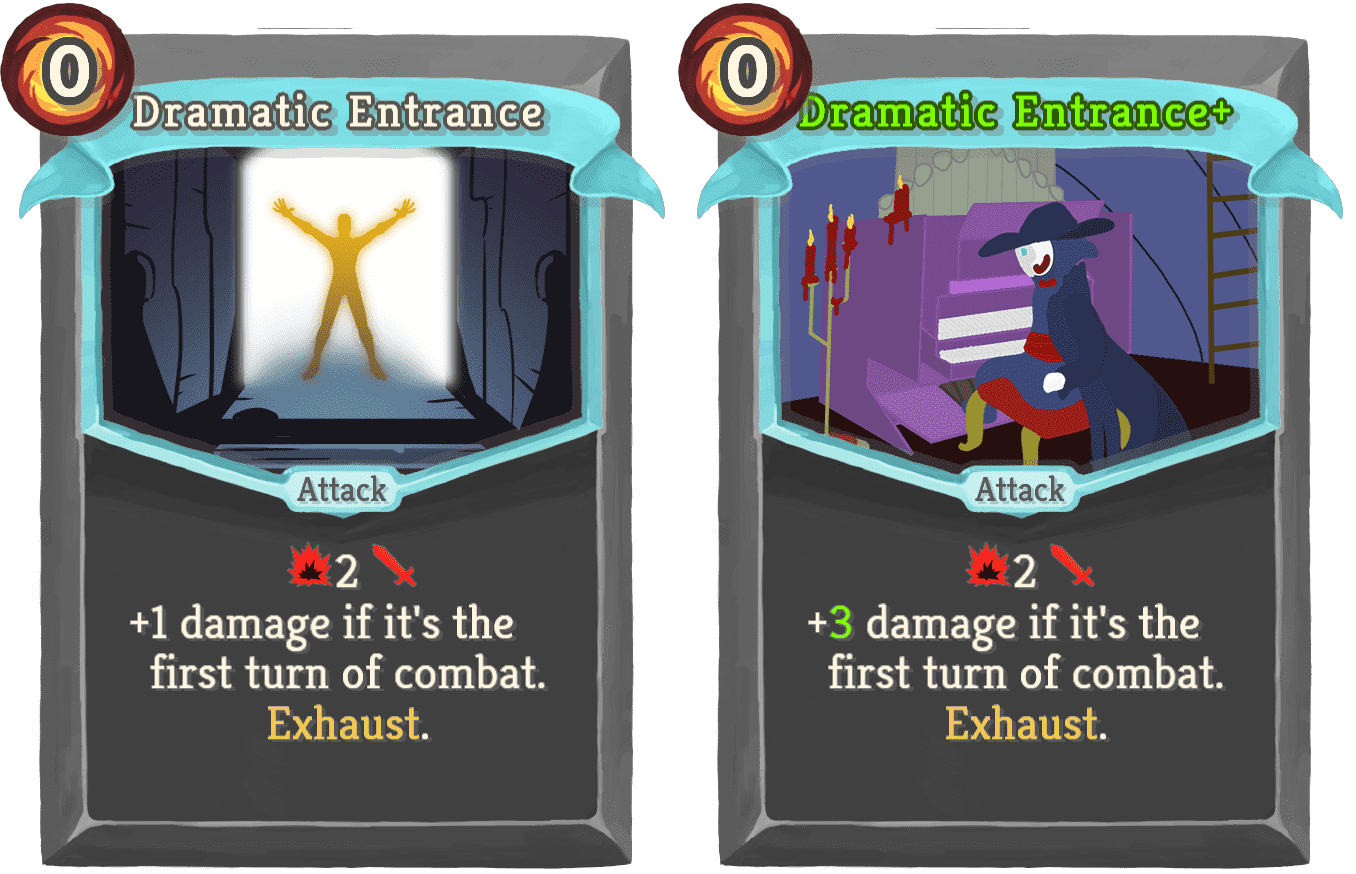 0
Dramatic Entrance
Attack
2
+1 damage if it's the
first turn of combat.
Exhaust.
0
Dramatic Entrance+
Attack
2
+3 damage if it's the
first turn of combat.
Exhaust.